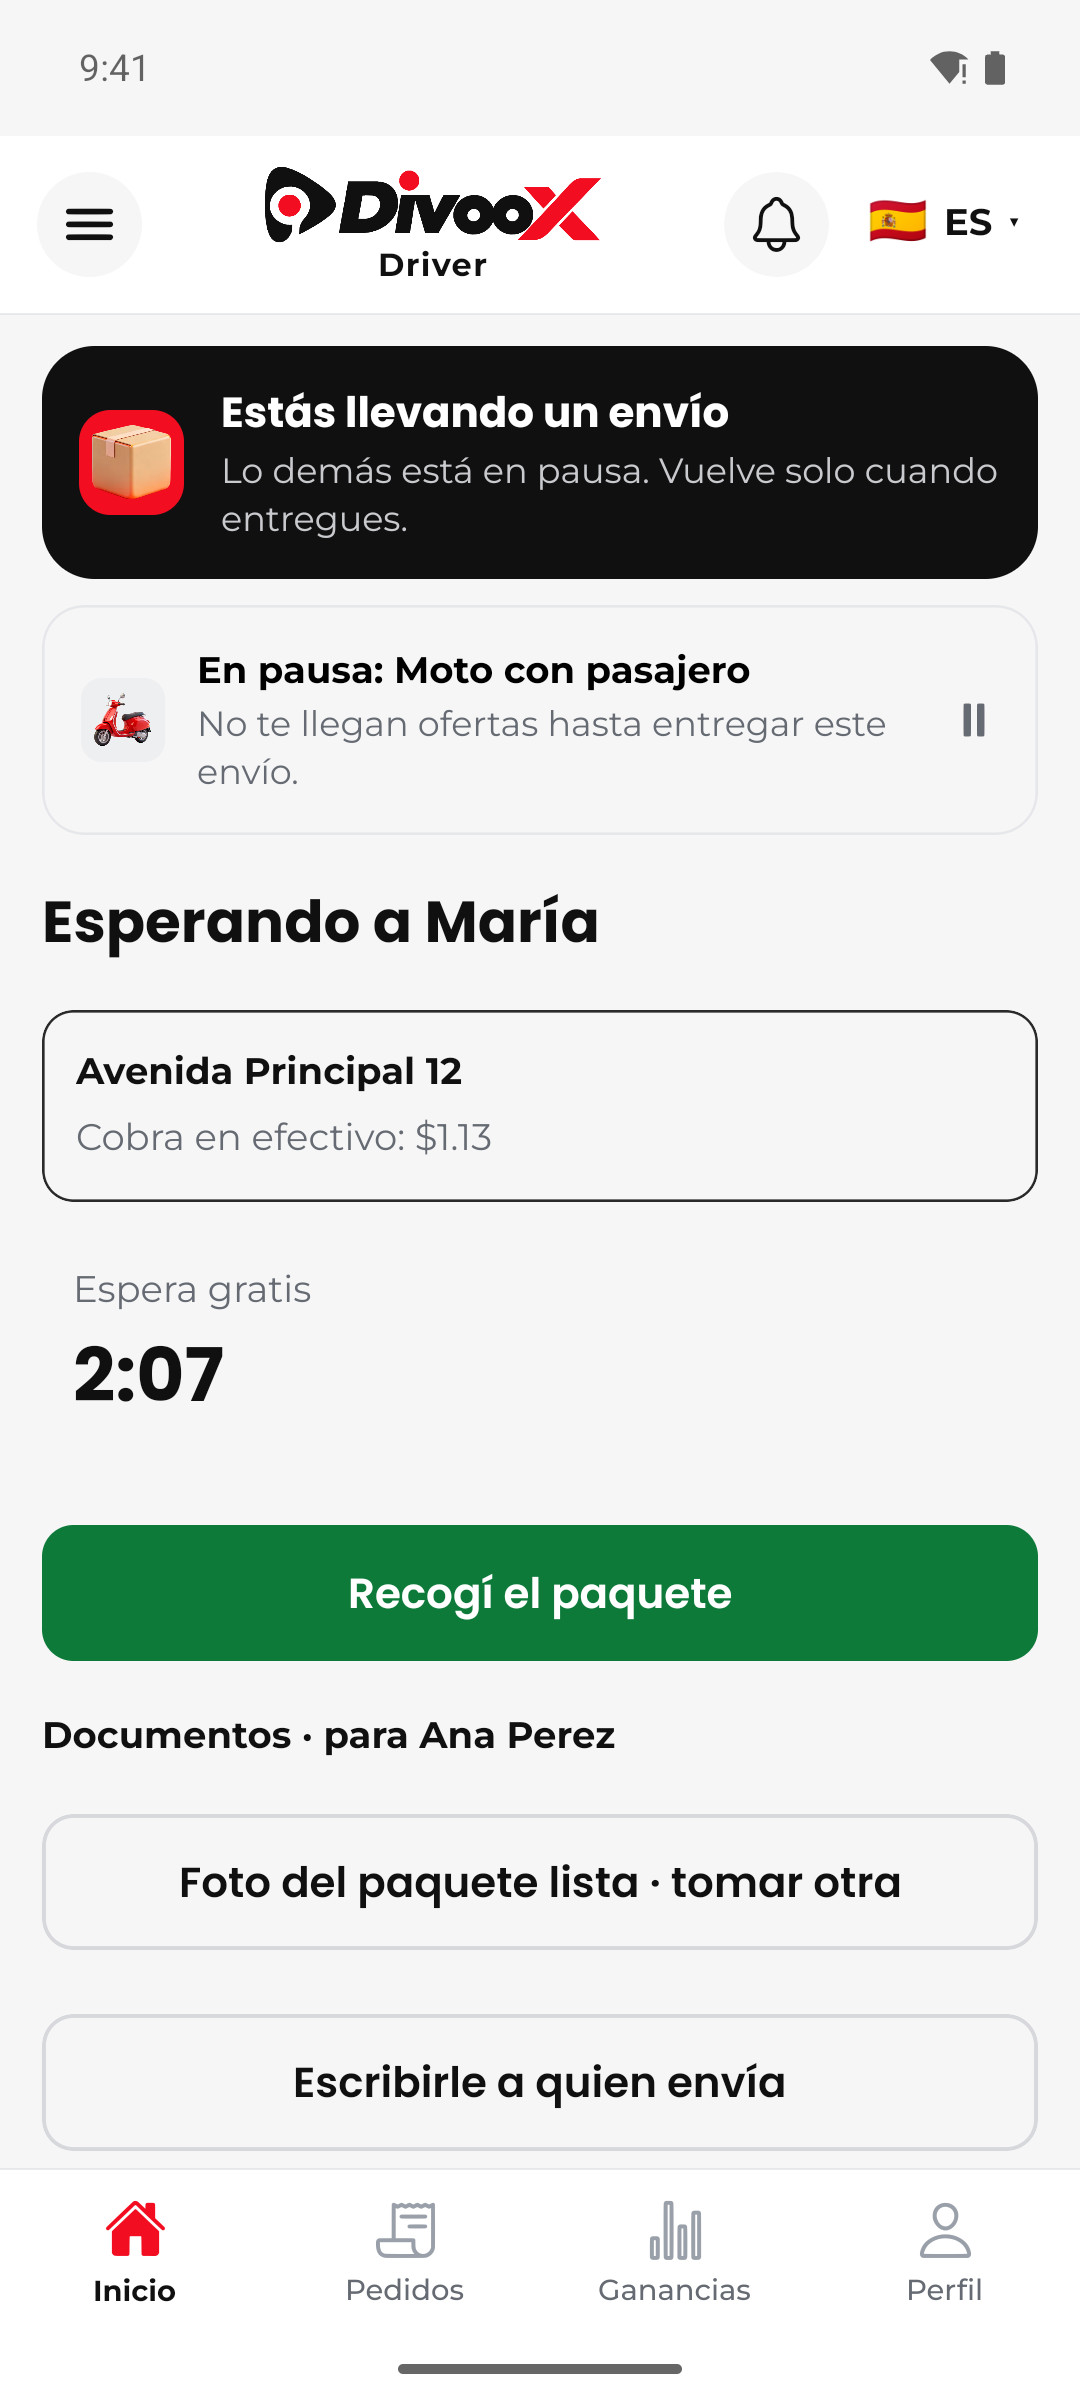 9:41
DivooX
Driver
ES
Estás llevando un envío
Lo demás está en pausa. Vuelve solo cuando
entregues.
En pausa: Moto con pasajero
No te llegan ofertas hasta entregar este
envío.
Esperando a María
Avenida Principal 12
Cobra en efectivo: $1.13
Espera gratis
2:07
Recogí el paquete
Documentos · para Ana Perez
Foto del paquete lista · tomar otra
Escribirle a quien envía
Inicio
Pedidos
Ganancias
Perfil